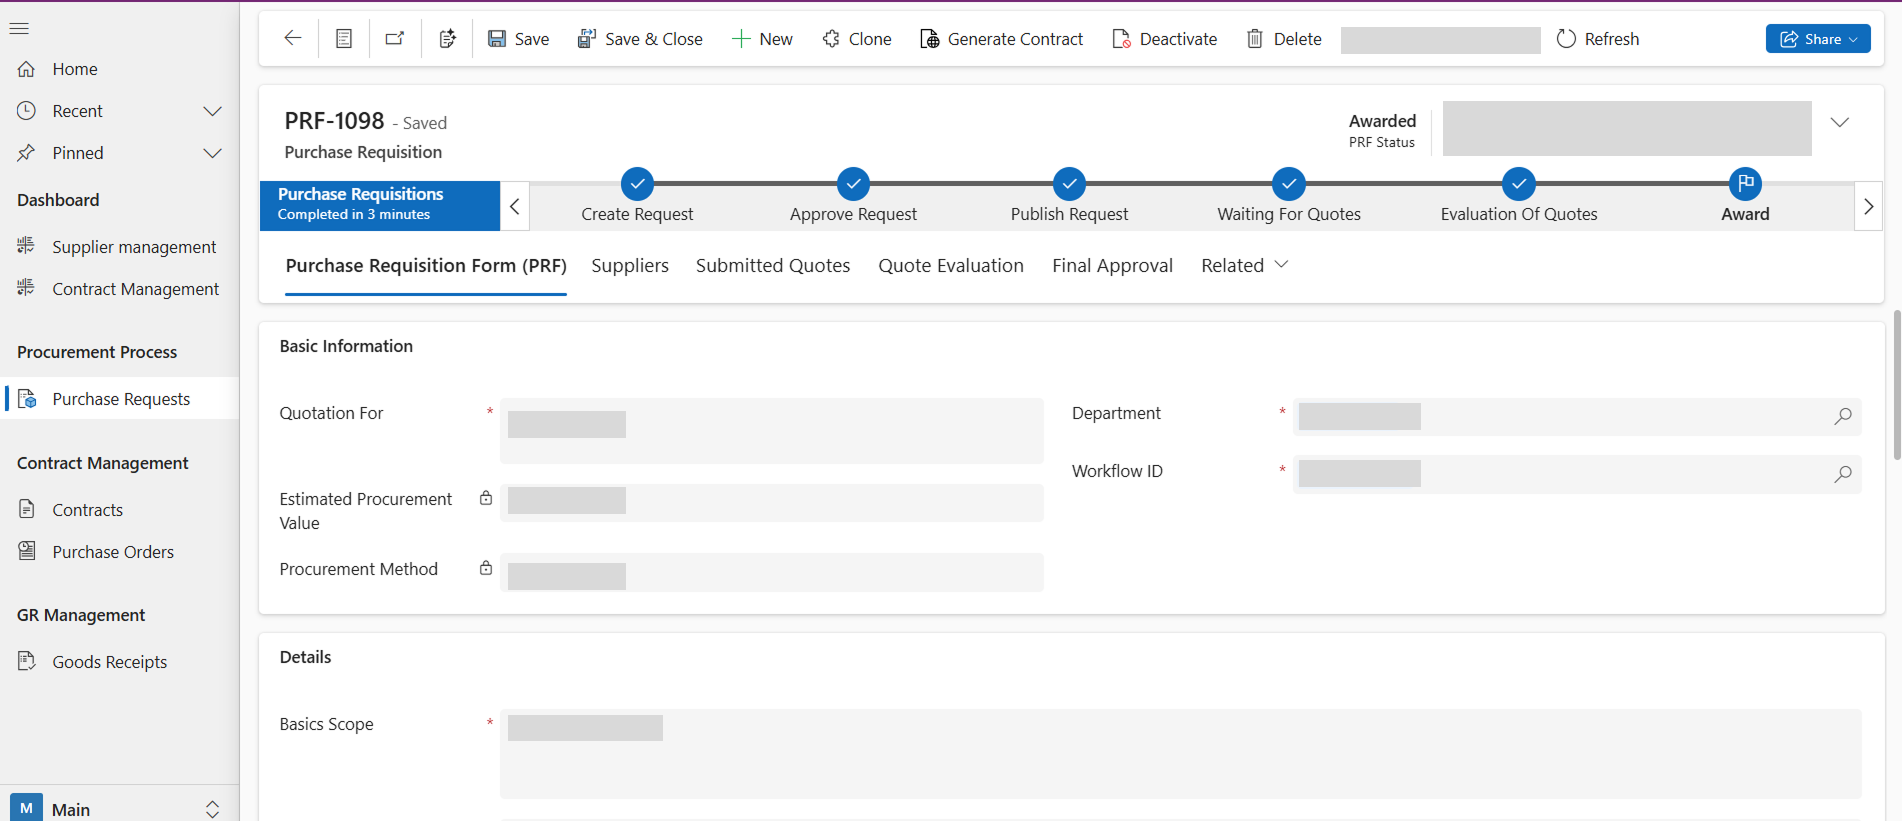 Home
Recent
Pinned
Dashboard
Supplier management
Contract Management
Procurement Process
Purchase Requests
Contract Management
Contracts
Purchase Orders
GR Management
Goods Receipts
M Main
Save Save & Close New Clone Generate Contract Deactivate Delete Refresh Share
PRF-1098 - Saved
Purchase Requisition
Awarded
PRF Status
Purchase Requisitions
Completed in 3 minutes
Create Request Approve Request Publish Request Waiting For Quotes Evaluation Of Quotes Award
Purchase Requisition Form (PRF) Suppliers Submitted Quotes Quote Evaluation Final Approval Related
Basic Information
Quotation For *
Estimated Procurement
Value
Procurement Method
Department *
Workflow ID *
Details
Basics Scope *